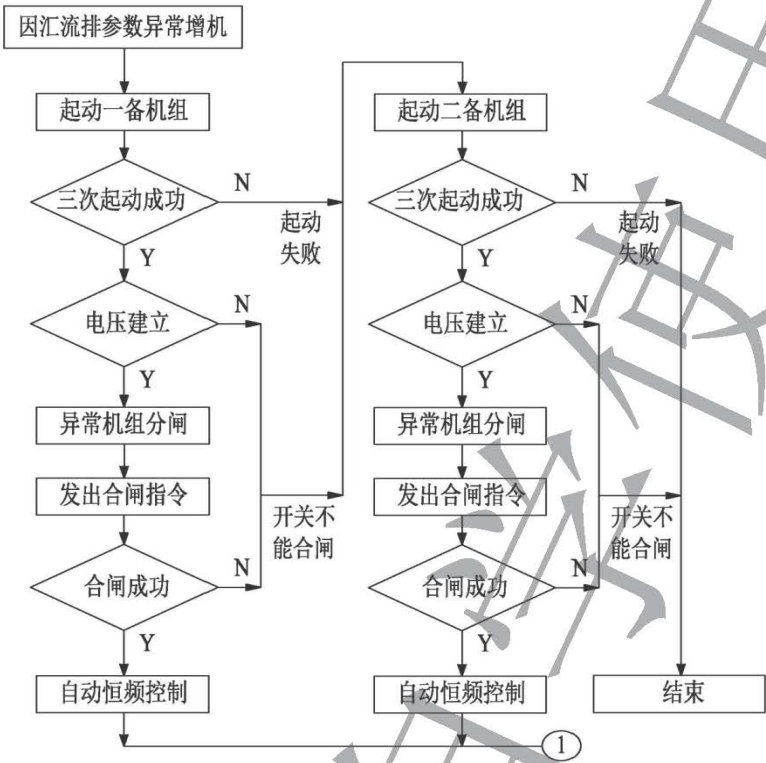 因汇流排参数异常增机
起动一备机组
三次起动成功
N
起动
失败
Y
电压建立
N
Y
异常机组分闸
发出合闸指令
开关不
能合闸
合闸成功
N
Y
自动恒频控制
起动二备机组
三次起动成功
N
起动
失败
Y
电压建立
N
Y
异常机组分闸
发出合闸指令
开关不
能合闸
合闸成功
N
Y
自动恒频控制
结束
1